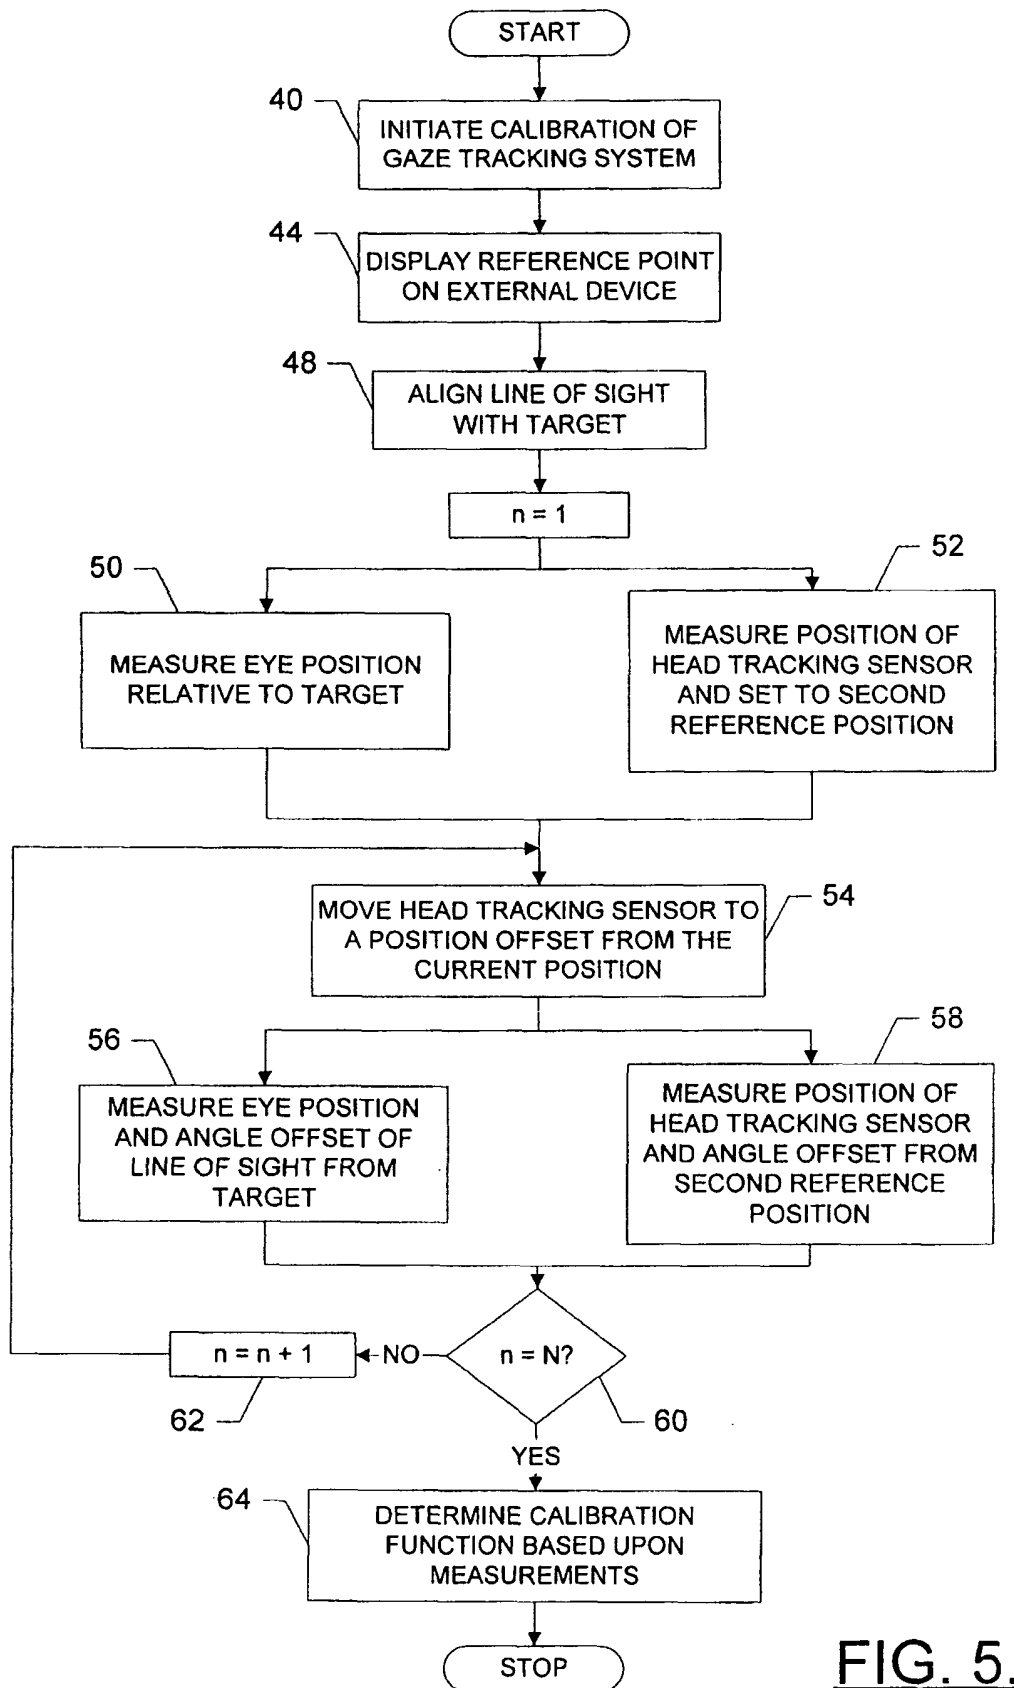 START
40
INITIATE CALIBRATION OF
GAZE TRACKING SYSTEM
44
DISPLAY REFERENCE POINT
ON EXTERNAL DEVICE
48
ALIGN LINE OF SIGHT
WITH TARGET
n = 1
50
MEASURE EYE POSITION
RELATIVE TO TARGET
52
MEASURE POSITION OF
HEAD TRACKING SENSOR
AND SET TO SECOND
REFERENCE POSITION
54
MOVE HEAD TRACKING SENSOR TO
A POSITION OFFSET FROM THE
CURRENT POSITION
56
MEASURE EYE POSITION
AND ANGLE OFFSET OF
LINE OF SIGHT FROM
TARGET
58
MEASURE POSITION OF
HEAD TRACKING SENSOR
AND ANGLE OFFSET FROM
SECOND REFERENCE
POSITION
n = n + 1
NO
n = N?
62
60
YES
64
DETERMINE CALIBRATION
FUNCTION BASED UPON
MEASUREMENTS
STOP
FIG. 5.